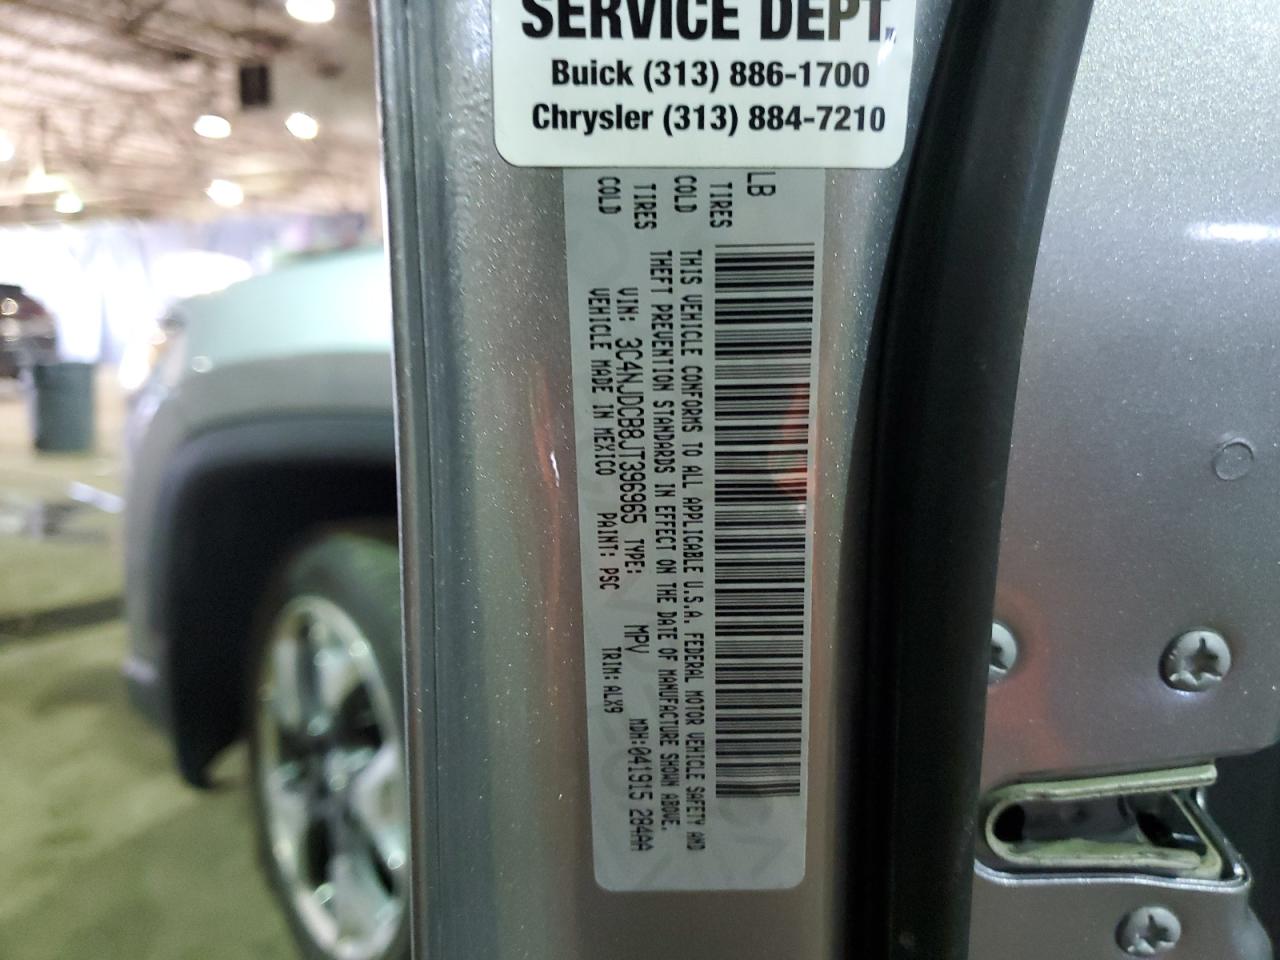 SERVICE DEPT.
Buick (313) 886-1700
Chrysler (313) 884-7210
LB
TIRES
COLD
TIRES
COLD
THIS VEHICLE CONFORMS TO ALL APPLICABLE U.S.A. FEDERAL MOTOR VEHICLE SAFETY AND
THEFT PREVENTION STANDARDS IN EFFECT ON THE DATE OF MANUFACTURE SHOWN ABOVE.
VIN: 3C4NJDCB8JT396965 TYPE: MPV MDH:041915 284AA
VEHICLE MADE IN MEXICO PAINT: PSC TRIM:ALX9